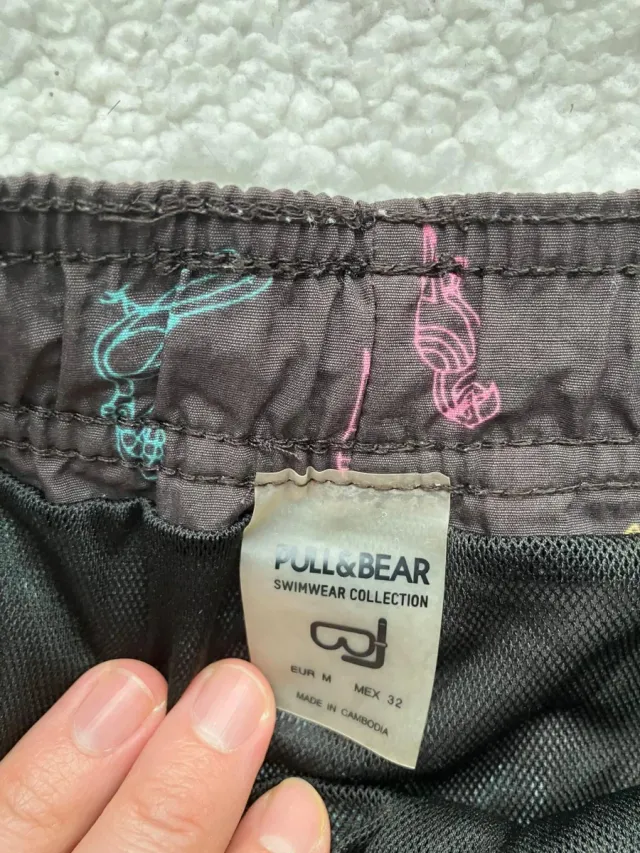 PULL&BEAR
SWIMWEAR COLLECTION
EUR M MEX 32
MADE IN CAMBODIA